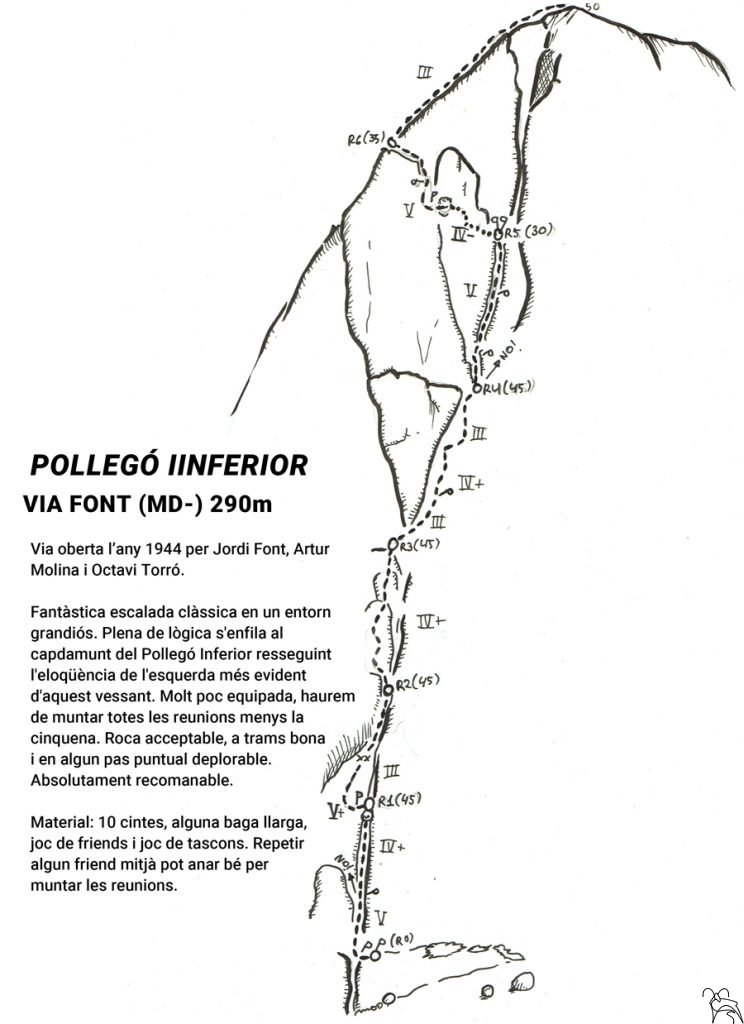 50
III
R6(35)
P
V
IV-
R5(30)
V
NO!
R4(45)
III
IV+
III
POLLEGÓ IINFERIOR
VIA FONT (MD-) 290m
Via oberta l’any 1944 per Jordi Font, Artur
Molina i Octavi Torró.
R3(45)
Fantàstica escalada clàssica en un entorn
grandiós. Plena de lògica s'enfila al
capdamunt del Pollegó Inferior resseguint
l'eloqüència de l'esquerda més evident
d'aquest vessant. Molt poc equipada, haurem
de muntar totes les reunions menys la
cinquena. Roca acceptable, a trams bona
i en algun pas puntual deplorable.
Absolutament recomanable.
IV+
R2(45)
xx
III
P
R1(45)
V+
Material: 10 cintes, alguna baga llarga,
joc de friends i joc de tascons. Repetir
algun friend mitjà pot anar bé per
muntar les reunions.
IV+
NO!
V
P P(R0)